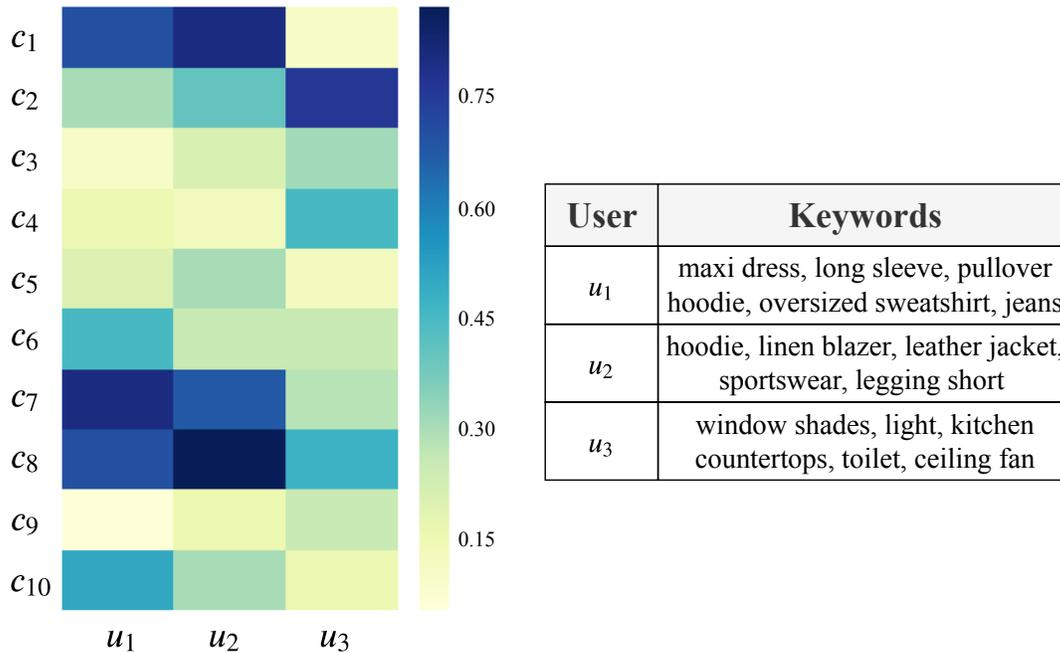 c1
c2
c3
c4
c5
c6
c7
c8
c9
c10
u1 u2 u3
0.75
0.60
0.45
0.30
0.15
User Keywords
u1
maxi dress, long sleeve, pullover
hoodie, oversized sweatshirt, jeans
u2
hoodie, linen blazer, leather jacket,
sportswear, legging short
u3
window shades, light, kitchen
countertops, toilet, ceiling fan